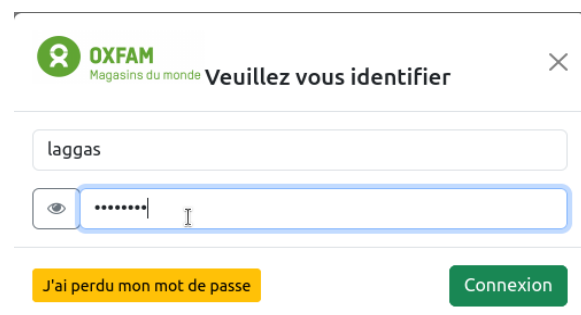 OXFAM
Magasins du monde
Veuillez vous identifier
laggas
••••••••
J'ai perdu mon mot de passe
Connexion